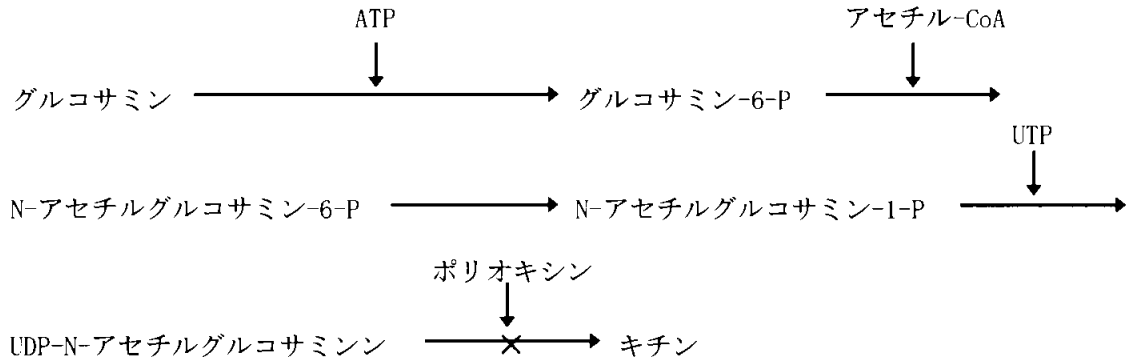 ATP アセチル-CoA
グルコサミン グルコサミン-6-P
UTP
N-アセチルグルコサミン-6-P N-アセチルグルコサミン-1-P
ポリオキシン
UDP-N-アセチルグルコサミンン キチン